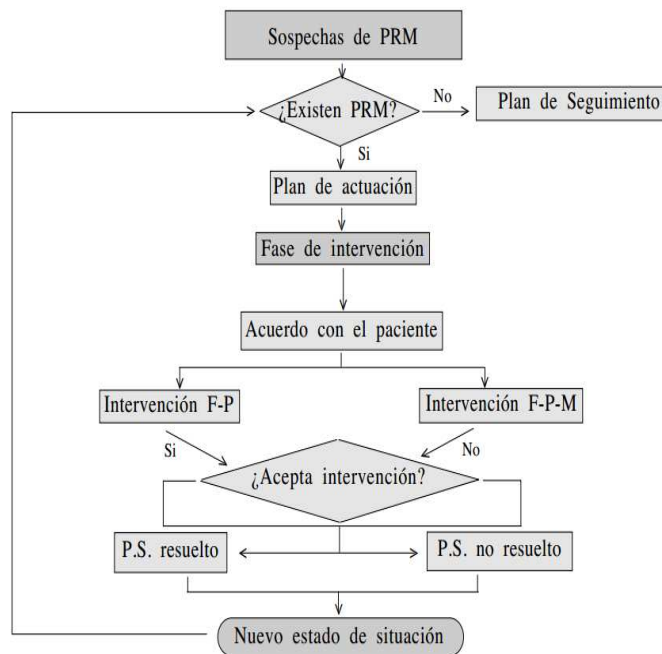 Sospechas de PRM
¿Existen PRM?
No
Plan de Seguimiento
Si
Plan de actuación
Fase de intervención
Acuerdo con el paciente
Intervención F-P
Intervención F-P-M
Si
No
¿Acepta intervención?
P.S. resuelto
P.S. no resuelto
Nuevo estado de situación